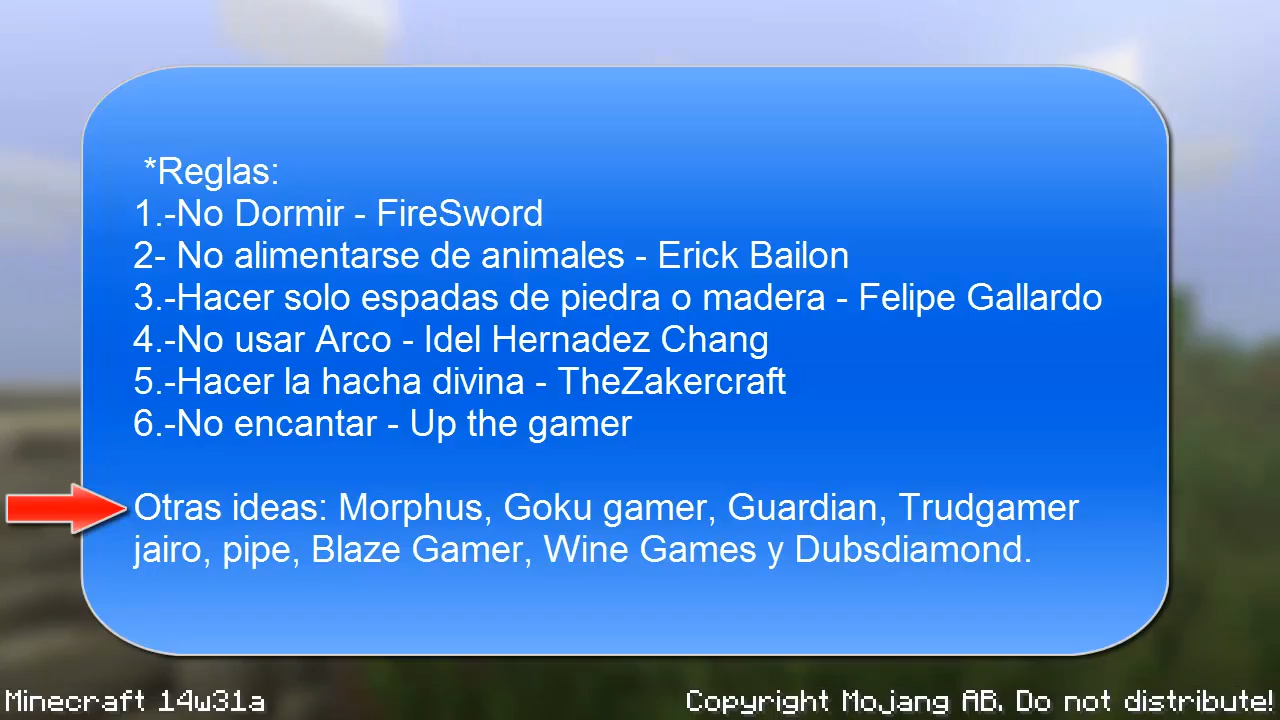 *Reglas:
1.-No Dormir - FireSword
2- No alimentarse de animales - Erick Bailon
3.-Hacer solo espadas de piedra o madera - Felipe Gallardo
4.-No usar Arco - Idel Hernadez Chang
5.-Hacer la hacha divina - TheZakercraft
6.-No encantar - Up the gamer
Otras ideas: Morphus, Goku gamer, Guardian, Trudgamer
jairo, pipe, Blaze Gamer, Wine Games y Dubsdiamond.
Minecraft 14w31a
Copyright Mojang AB. Do not distribute!